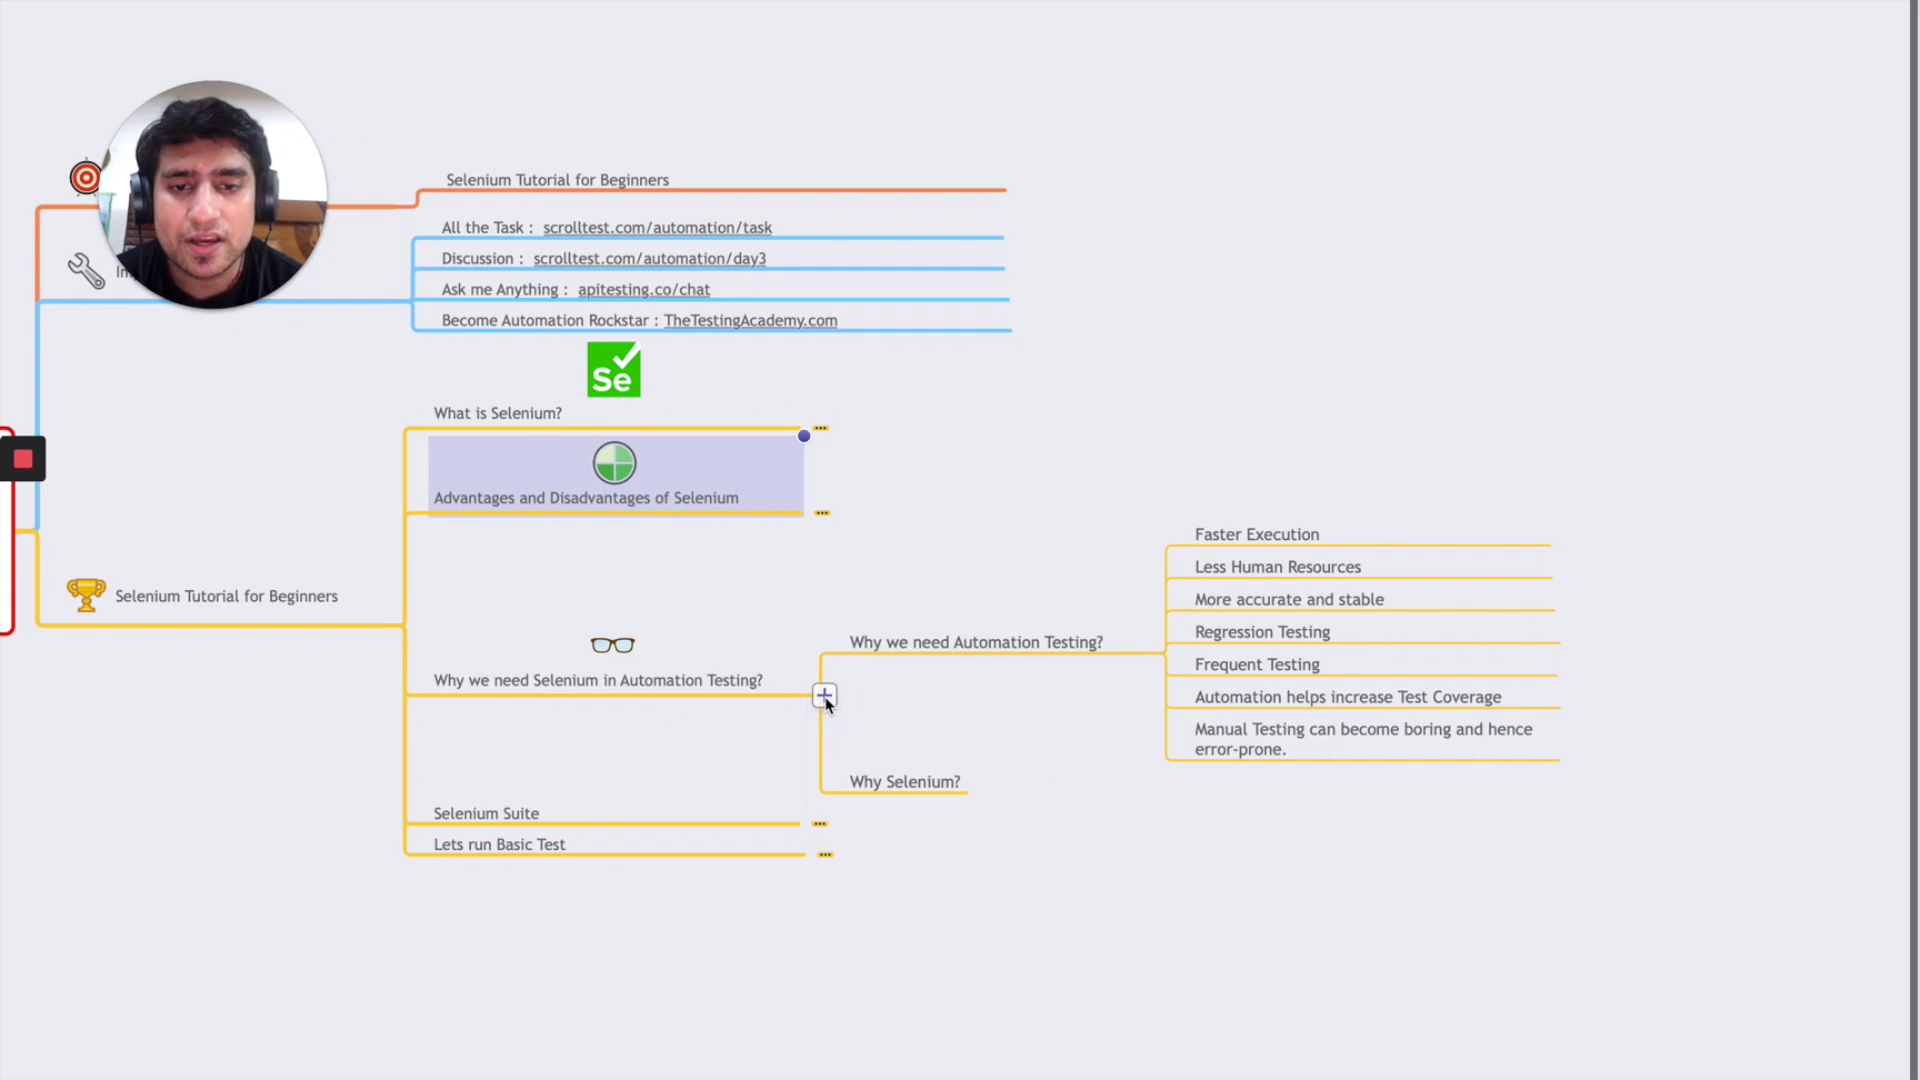 Selenium Tutorial for Beginners
All the Task : scrolltest.com/automation/task
Discussion : scrolltest.com/automation/day3
Ask me Anything : apitesting.co/chat
Become Automation Rockstar : TheTestingAcademy.com
Se
What is Selenium?
Advantages and Disadvantages of Selenium
Selenium Tutorial for Beginners
Why we need Selenium in Automation Testing?
Why we need Automation Testing?
Faster Execution
Less Human Resources
More accurate and stable
Regression Testing
Frequent Testing
Automation helps increase Test Coverage
Manual Testing can become boring and hence
error-prone.
Why Selenium?
Selenium Suite
Lets run Basic Test